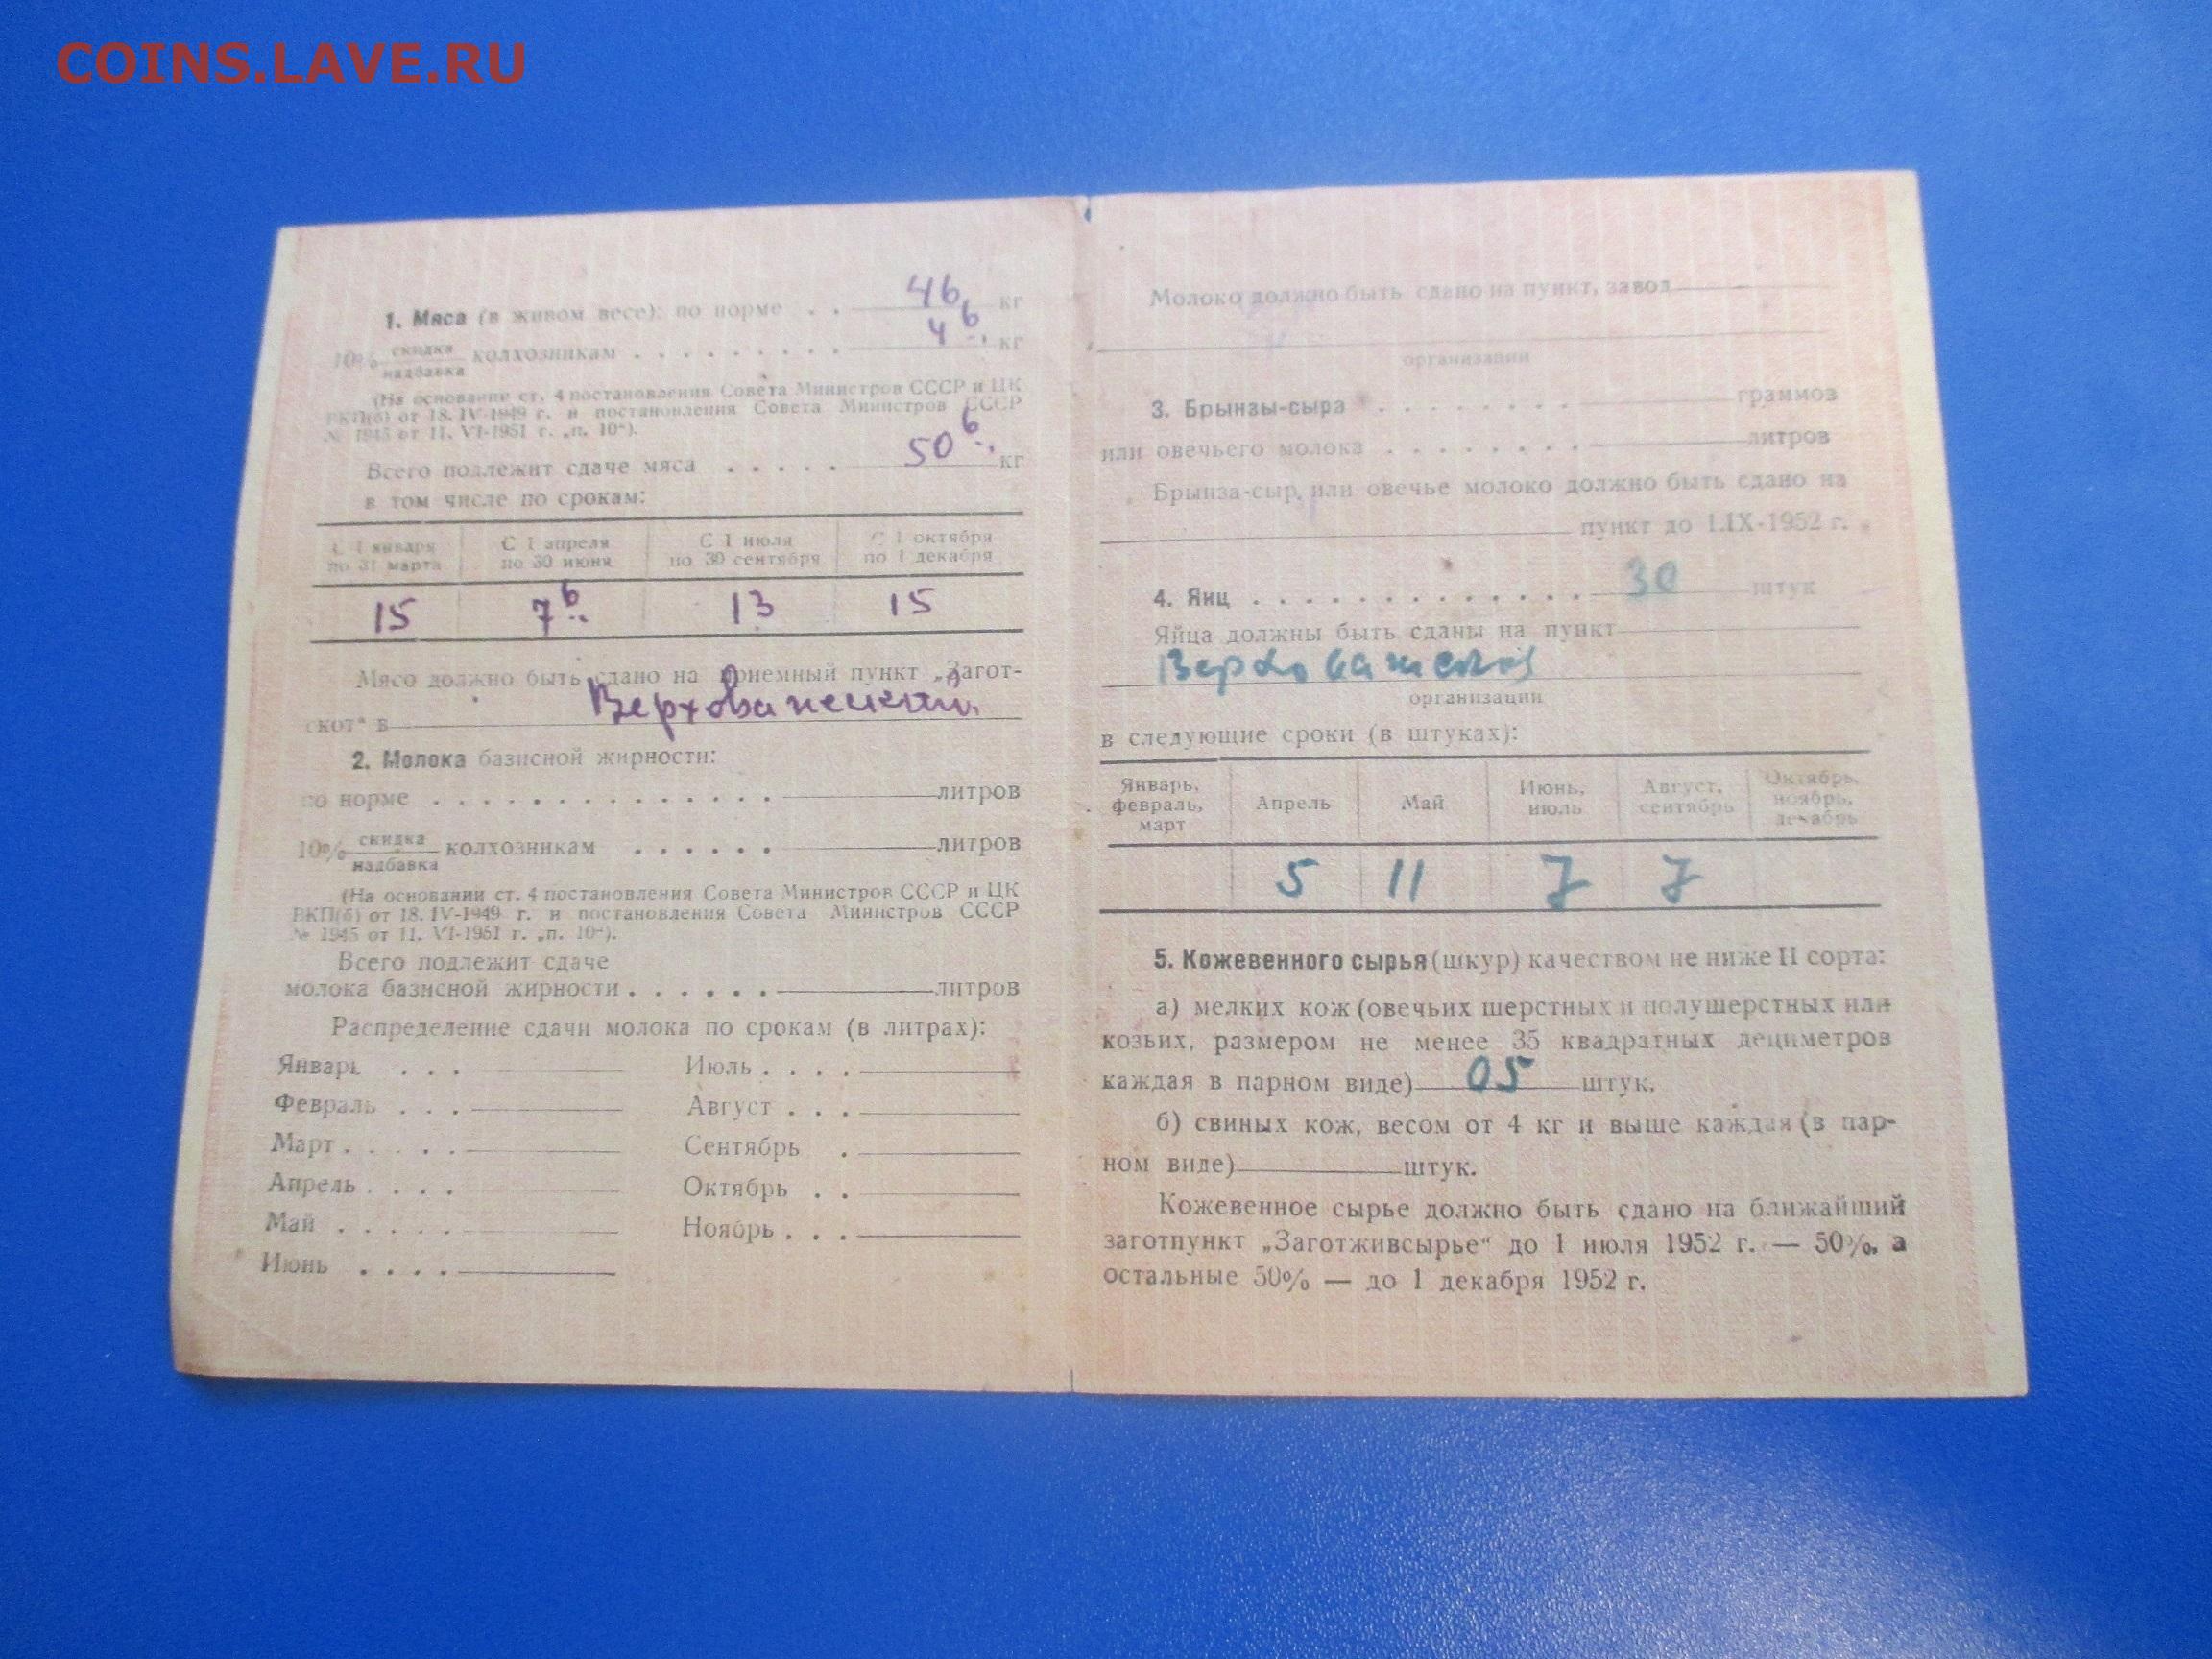 COINS.LAVE.RU
1. Мяса (в живом весе): по норме . . 46 кг
10% скидка
надбавка колхозникам . . . . . . . . . 4 6 кг
(На основании ст. 4 постановления Совета Министров СССР и ЦК
ВКП(б) от 18. IV-1949 г. и постановления Совета Министров СССР
№ 1945 от 11. VI-1951 г. „п. 10“).
Всего подлежит сдаче мяса . . . . . 50 6 кг
в том числе по срокам:
С 1 января
по 31 марта
С 1 апреля
по 30 июня
С 1 июля
по 30 сентября
С 1 октября
по 1 декабря
15 7 6 13 15
Мясо должно быть сдано на приемный пункт „Загот-
скот“ в
2. Молока базисной жирности:
по норме . . . . . . . . . . . . . . литров
10% скидка
надбавка колхозникам . . . . . . литров
(На основании ст. 4 постановления Совета Министров СССР и ЦК
ВКП(б) от 18. IV-1949 г. и постановления Совета Министров СССР
№ 1945 от 11. VI-1951 г. „п. 10“).
Всего подлежит сдаче
молока базисной жирности . . . . . . литров
Распределение сдачи молока по срокам (в литрах):
Январь . . .
Февраль . . .
Март . . . . .
Апрель . . . .
Май . . . . .
Июнь . . . .
Июль . . . .
Август . . .
Сентябрь .
Октябрь . .
Ноябрь . . .
Молоко должно быть сдано на пункт, завод
организации
3. Брынзы-сыра . . . . . . . . граммов
или овечьего молока . . . . . . . . литров
Брынза-сыр, или овечье молоко должно быть сдано на
пункт до 1.IX-1952 г.
4. Яиц . . . . . . . . . . . . . 30 штук
Яйца должны быть сданы на пункт
организации
в следующие сроки (в штуках):
Январь,
февраль,
март
Апрель
Май
Июнь,
июль
Август,
сентябрь
Октябрь,
ноябрь,
декабрь
5 11 7 7
5. Кожевенного сырья (шкур) качеством не ниже II сорта:
а) мелких кож (овечьих шерстных и полушерстных или
козьих, размером не менее 35 квадратных дециметров
каждая в парном виде) 05 штук.
б) свиных кож, весом от 4 кг и выше каждая (в пар-
ном виде) штук.
Кожевенное сырье должно быть сдано на ближайший
заготпункт „Заготживсырье“ до 1 июля 1952 г. — 50%, а
остальные 50% — до 1 декабря 1952 г.